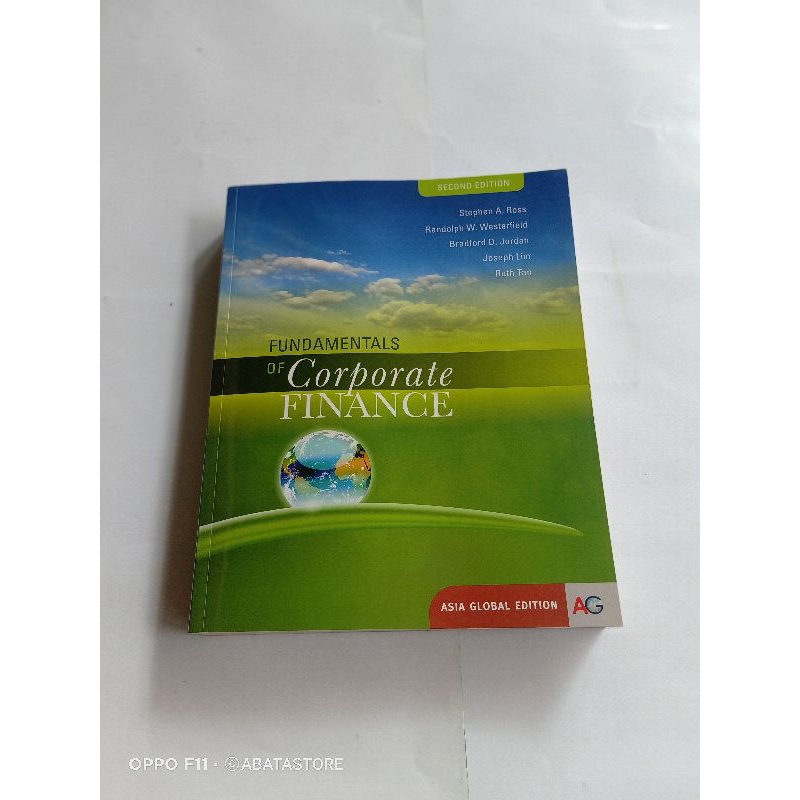 SECOND EDITION
Stephen A. Ross
Randolph W. Westerfield
Bradford D. Jordan
Joseph Lim
Ruth Tan
FUNDAMENTALS
OF Corporate
FINANCE
ASIA GLOBAL EDITION AG
OPPO F11 · ©ABATASTORE